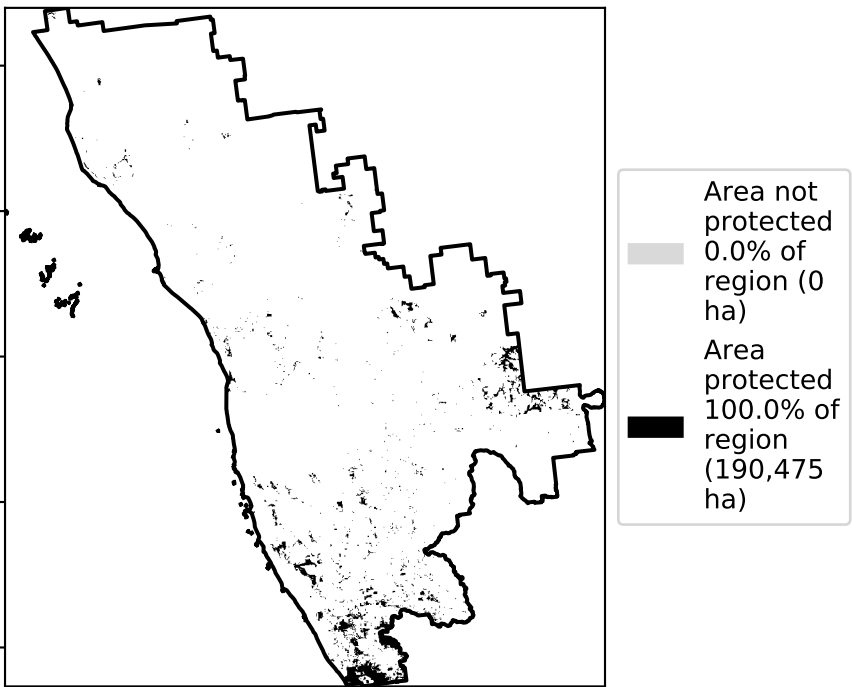 Area not
protected
0.0% of
region (0
ha)
Area
protected
100.0% of
region
(190,475
ha)